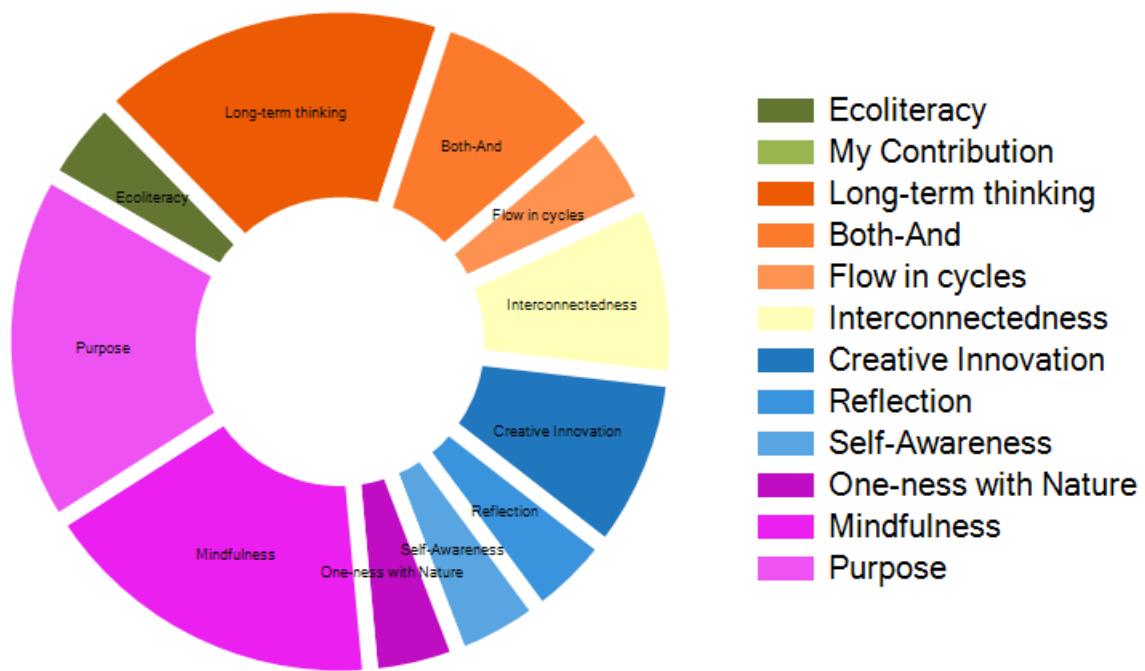 Long-term thinking
Both-And
Ecoliteracy
Flow in cycles
Interconnectedness
Purpose
Creative Innovation
Reflection
Self-Awareness
Mindfulness
One-ness with Nature
Ecoliteracy
My Contribution
Long-term thinking
Both-And
Flow in cycles
Interconnectedness
Creative Innovation
Reflection
Self-Awareness
One-ness with Nature
Mindfulness
Purpose